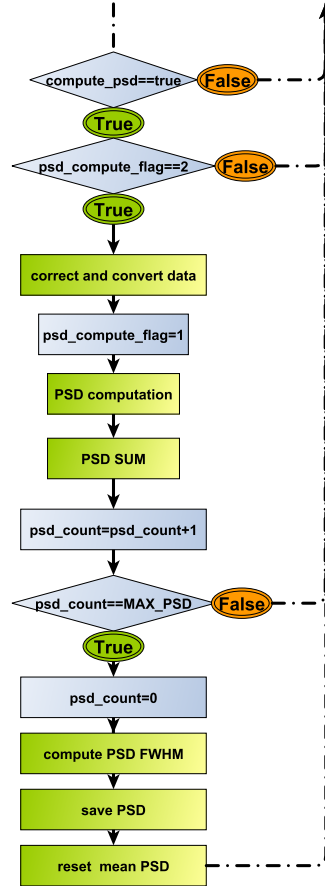 compute_psd==true
False
True
psd_compute_flag==2
False
True
correct and convert data
psd_compute_flag=1
PSD computation
PSD SUM
psd_count=psd_count+1
psd_count==MAX_PSD
False
True
psd_count=0
compute PSD FWHM
save PSD
reset mean PSD